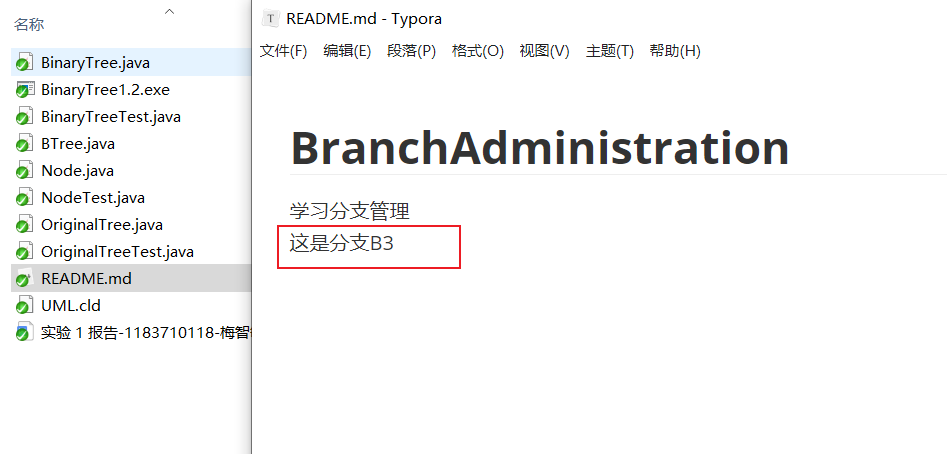 名称
BinaryTree.java
BinaryTree1.2.exe
BinaryTreeTest.java
BTree.java
Node.java
NodeTest.java
OriginalTree.java
OriginalTreeTest.java
README.md
UML.cld
实验 1 报告-1183710118-梅智
README.md - Typora
文件(F) 编辑(E) 段落(P) 格式(O) 视图(V) 主题(T) 帮助(H)
BranchAdministration
学习分支管理
这是分支B3